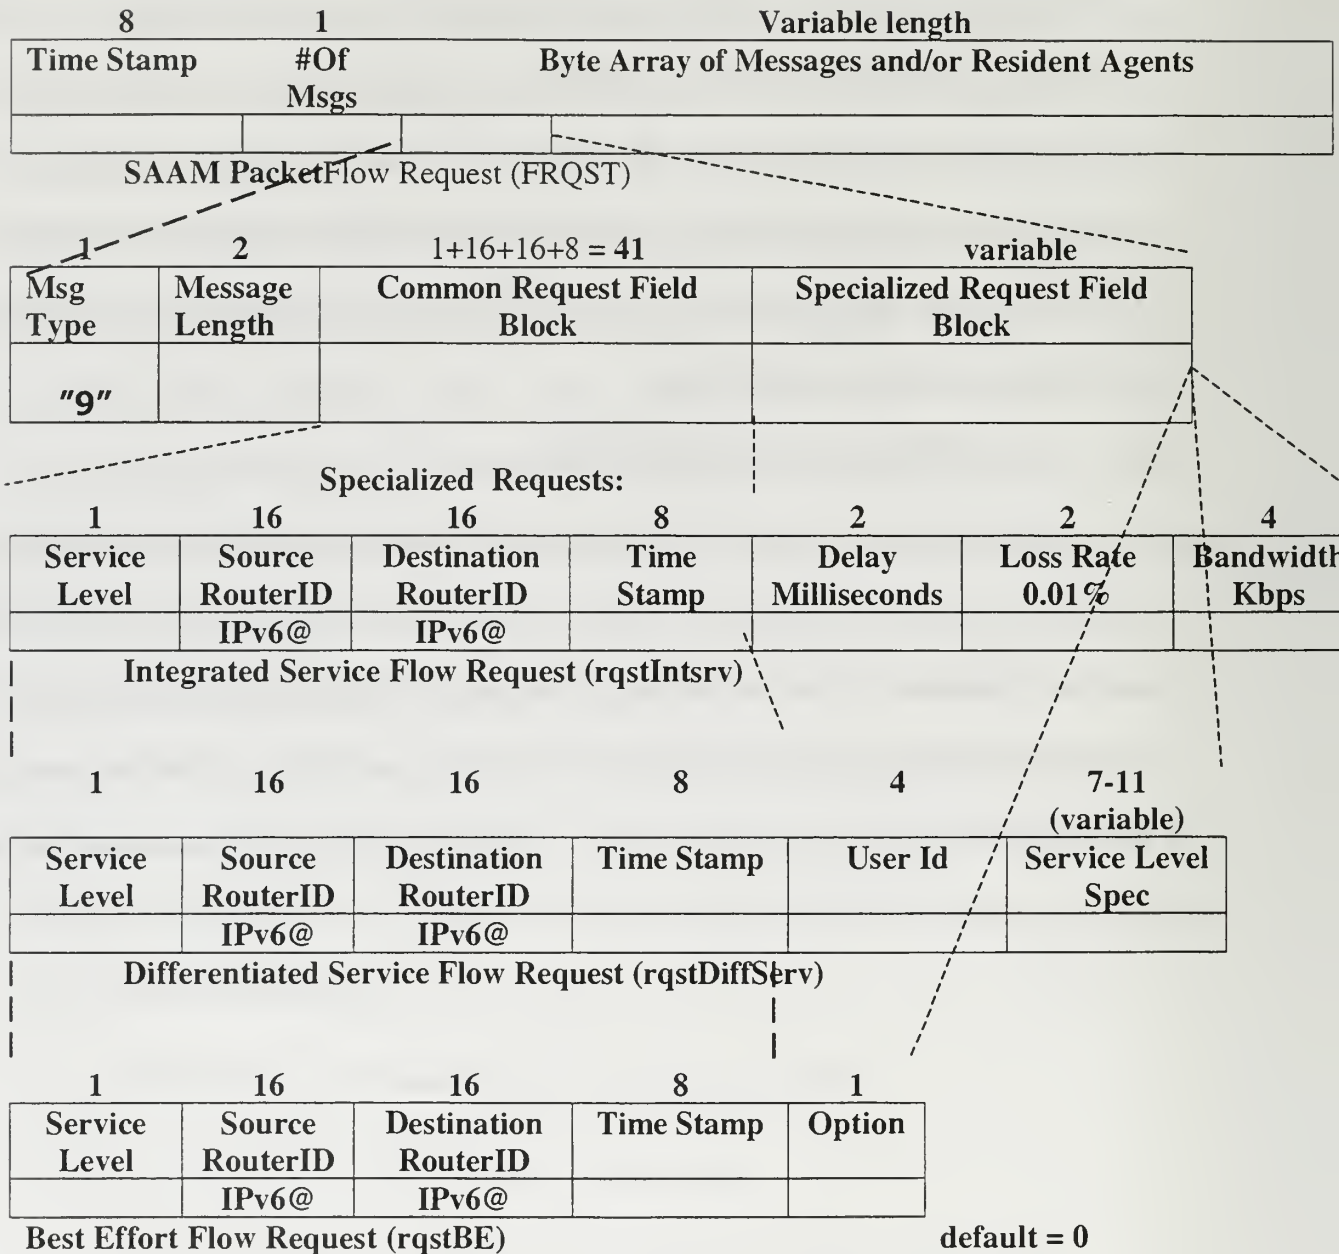 8 1 Variable length
Time Stamp #Of Msgs Byte Array of Messages and/or Resident Agents
SAAM PacketFlow Request (FRQST)
1 2 1+16+16+8 = 41 variable
Msg Type Message Length Common Request Field Block Specialized Request Field Block
"9"
Specialized Requests:
1 16 16 8 2 2 4
Service Level Source RouterID Destination RouterID Time Stamp Delay Milliseconds Loss Rate 0.01% Bandwidth Kbps
IPv6@ IPv6@
Integrated Service Flow Request (rqstIntsrv)
1 16 16 8 4 7-11 (variable)
Service Level Source RouterID Destination RouterID Time Stamp User Id Service Level Spec
IPv6@ IPv6@
Differentiated Service Flow Request (rqstDiffServ)
1 16 16 8 1
Service Level Source RouterID Destination RouterID Time Stamp Option
IPv6@ IPv6@
Best Effort Flow Request (rqstBE) default = 0